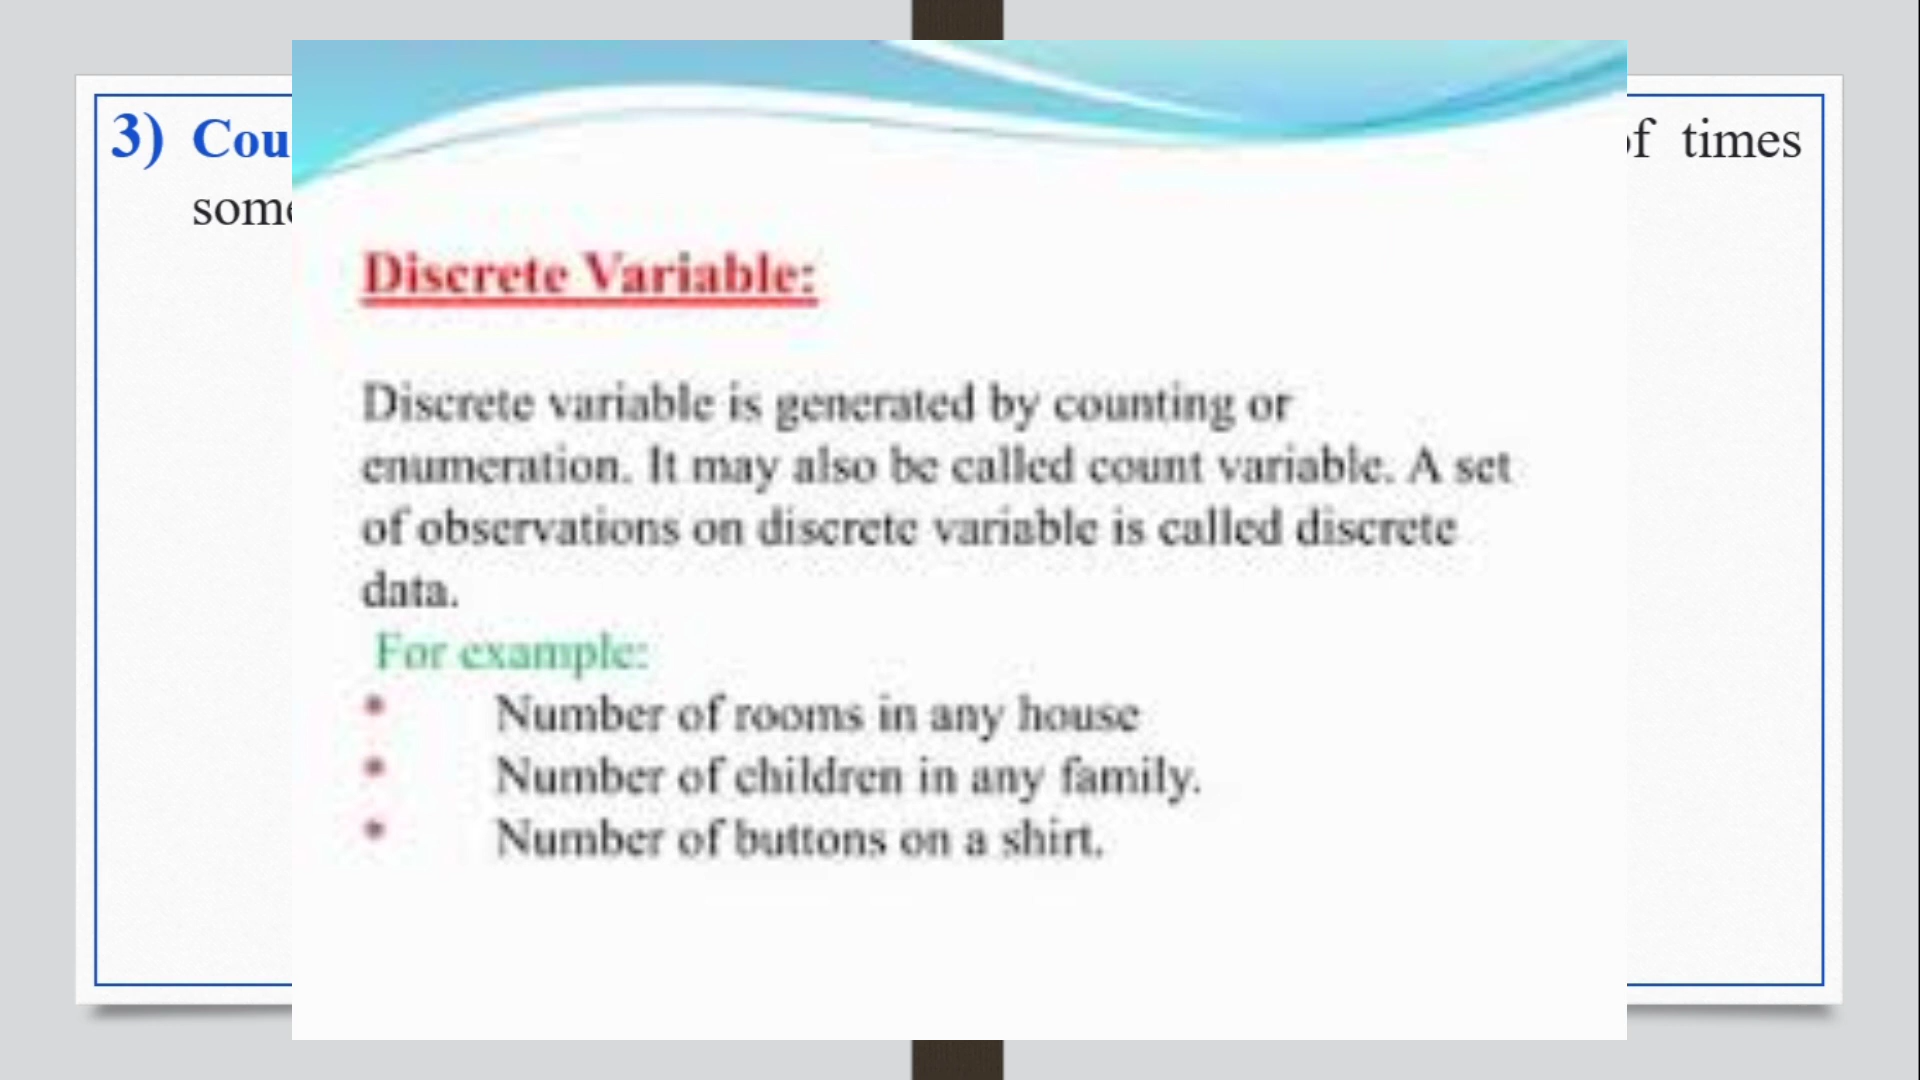 3) Cou
of times
some
Discrete Variable:
Discrete variable is generated by counting or
enumeration. It may also be called count variable. A set
of observations on discrete variable is called discrete
data.
For example:
• Number of rooms in any house
• Number of children in any family.
• Number of buttons on a shirt.